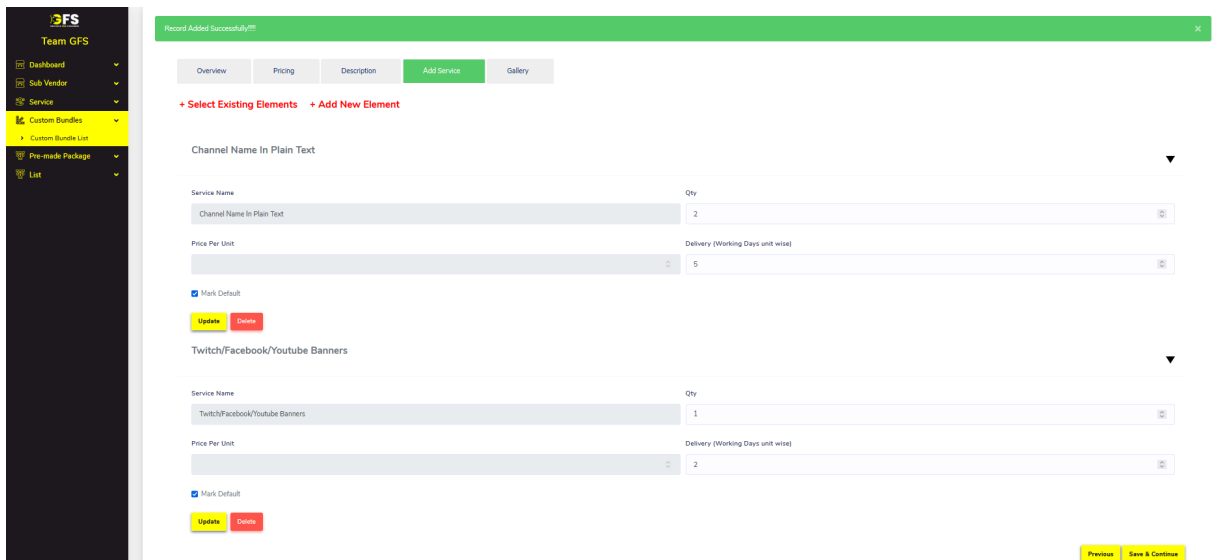 GFS
Team GFS
Dashboard
Sub Vendor
Service
Custom Bundles
Custom Bundle List
Pre-made Package
List
Record Added Successfully!!!!
×
Overview Pricing Description Add Service Gallery
+ Select Existing Elements + Add New Element
Channel Name In Plain Text
Service Name Qty
Channel Name In Plain Text 2
Price Per Unit Delivery (Working Days unit wise)
5
Mark Default
Update Delete
Twitch/Facebook/Youtube Banners
Service Name Qty
Twitch/Facebook/Youtube Banners 1
Price Per Unit Delivery (Working Days unit wise)
2
Mark Default
Update Delete
Previous Save & Continue